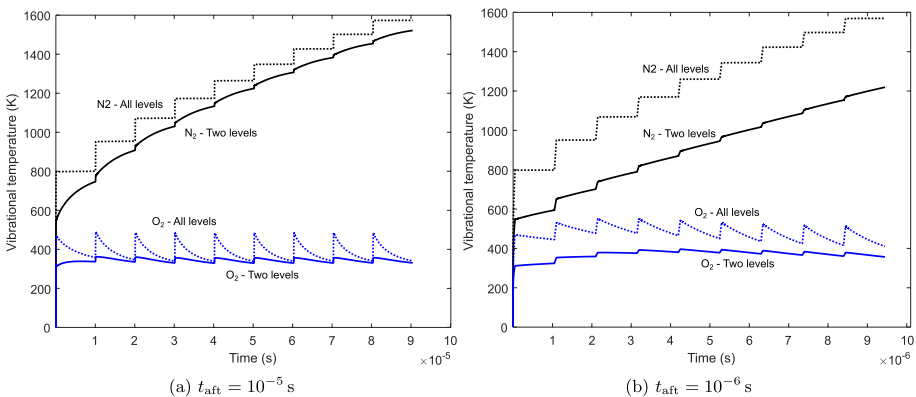 1600
1400
1200
1000
800
600
400
200
0
Vibrational temperature (K)
N2 - All levels
N₂ - Two levels
O₂ - All levels
O₂ - Two levels
1 2 3 4 5 6 7 8 9 10
Time (s)
×10⁻⁵
(a) t_aft = 10⁻⁵ s
1600
1400
1200
1000
800
600
400
200
0
Vibrational temperature (K)
N2 - All levels
N₂ - Two levels
O₂ - All levels
O₂ - Two levels
0 1 2 3 4 5 6 7 8 9 10
Time (s)
×10⁻⁶
(b) t_aft = 10⁻⁶ s